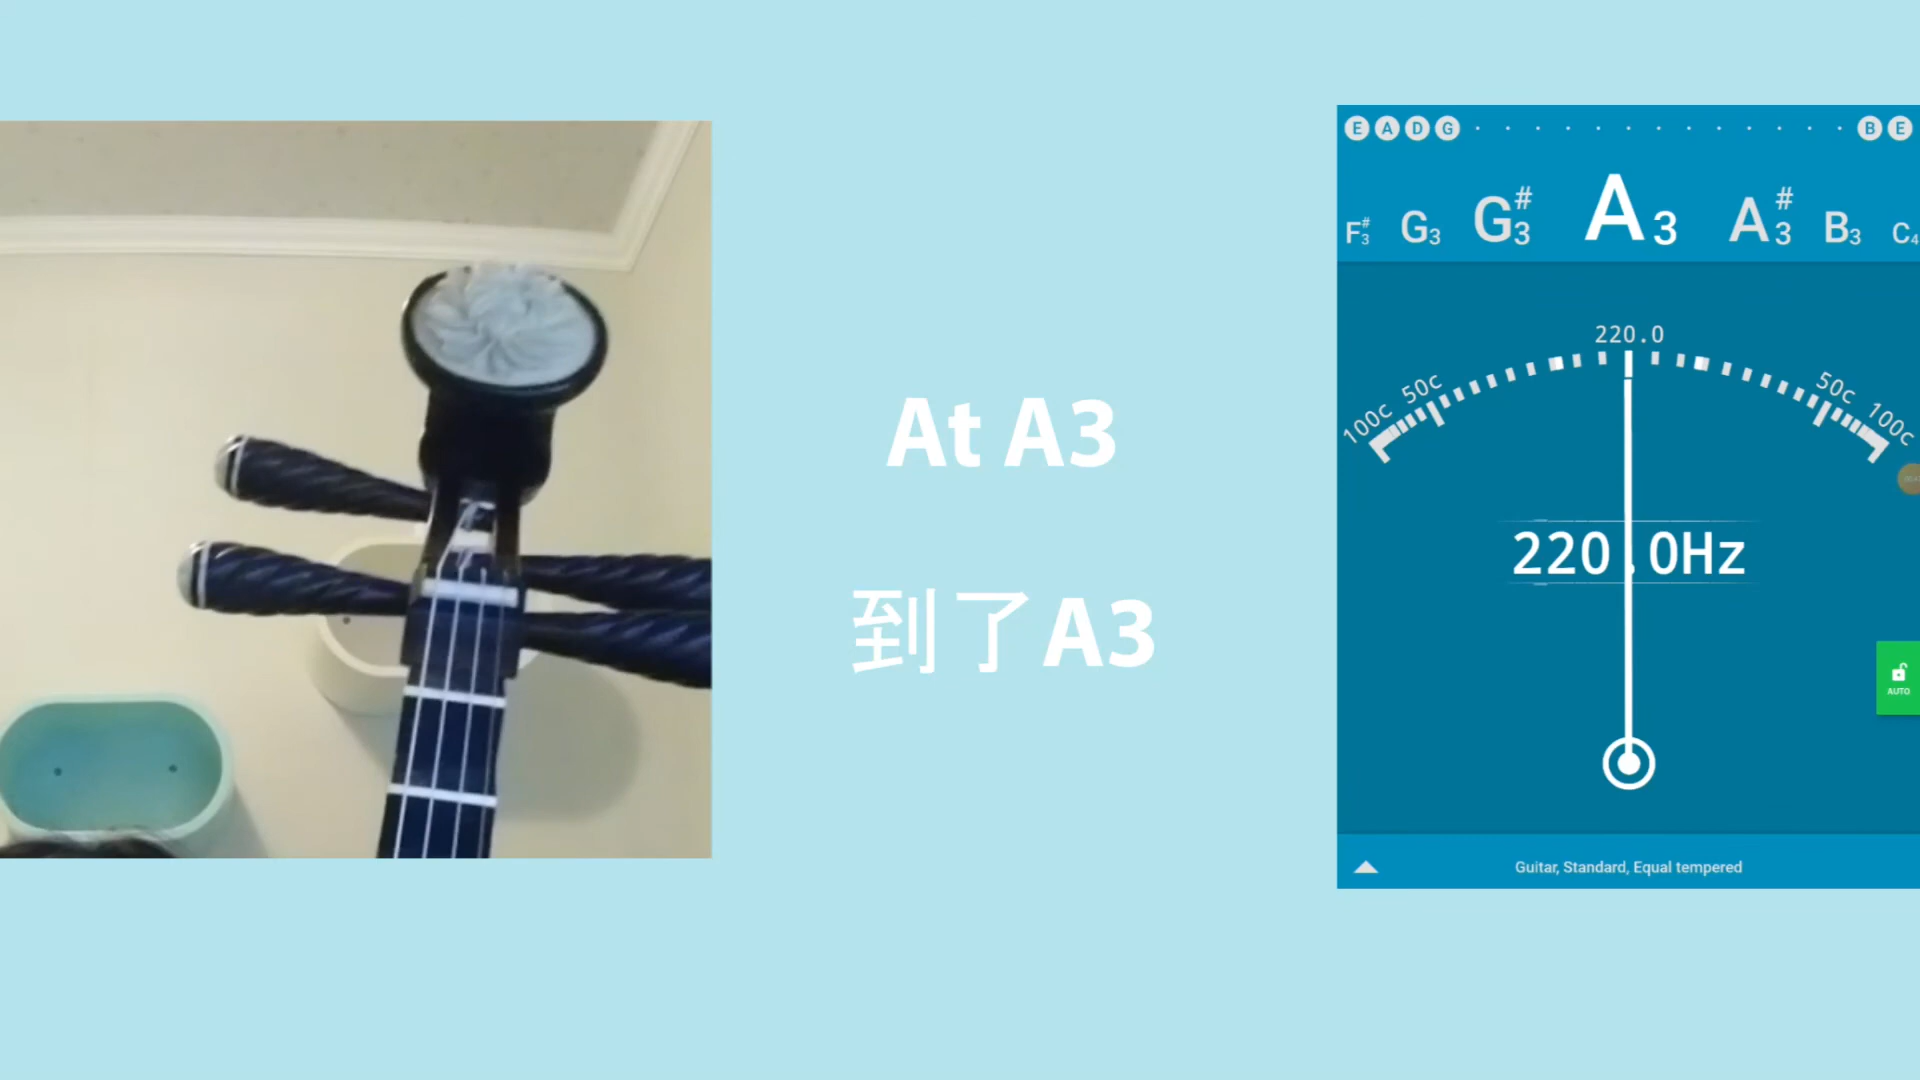 At A3
到了A3
E A D G B E
F#3 G3 G#3 A3 A#3 B3 C4
220.0
100c 50c 50c 100c
220.0Hz
AUTO
Guitar, Standard, Equal tempered